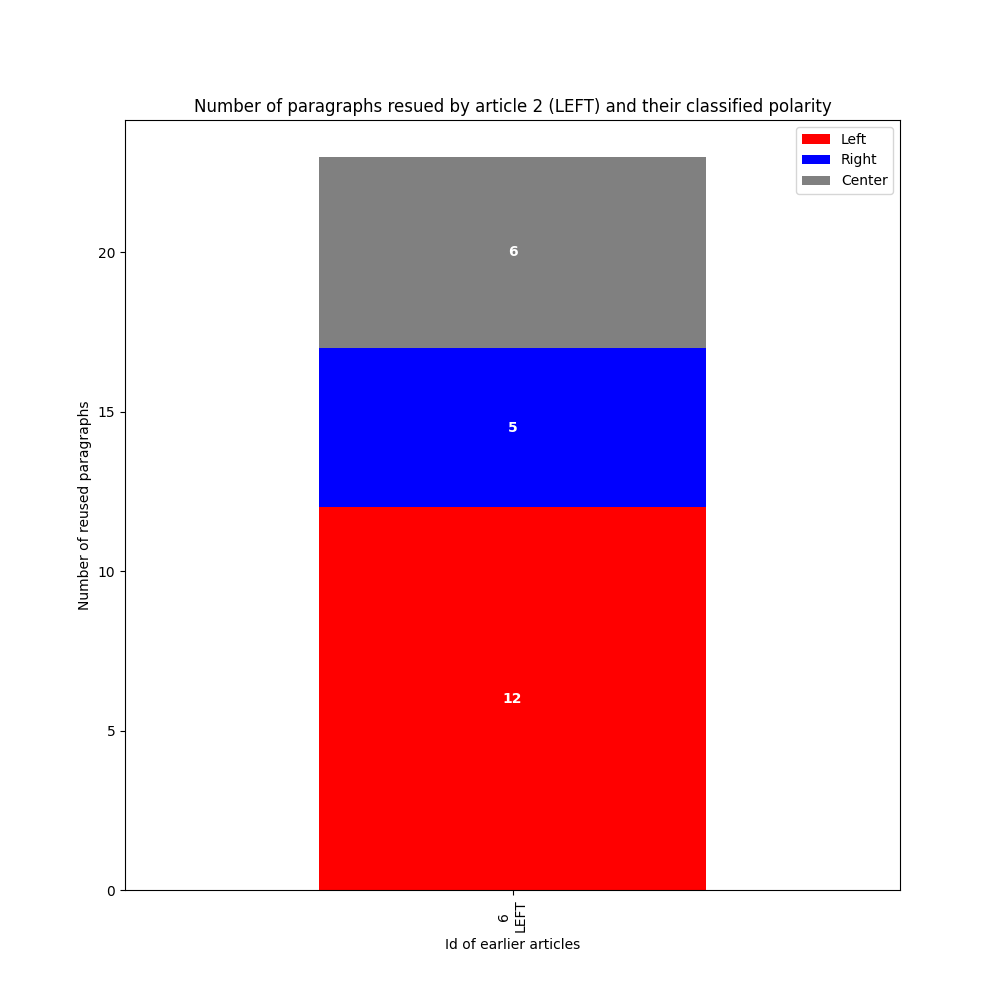 Number of paragraphs resued by article 2 (LEFT) and their classified polarity
Left
Right
Center
20
15
10
5
0
Number of reused paragraphs
6
5
12
6
LEFT
Id of earlier articles